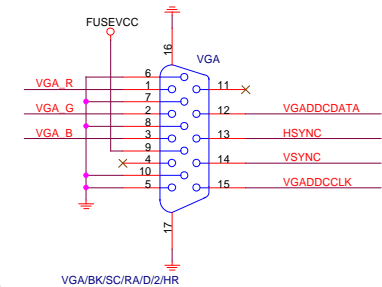 FUSEVCC
16
VGA
6
VGA_R 1 11
7
VGA_G 2 12 VGADDCDATA
8
VGA_B 3 13 HSYNC
9
4 14 VSYNC
10
5 15 VGADDCCLK
17
VGA/BK/SC/RA/D/2/HR